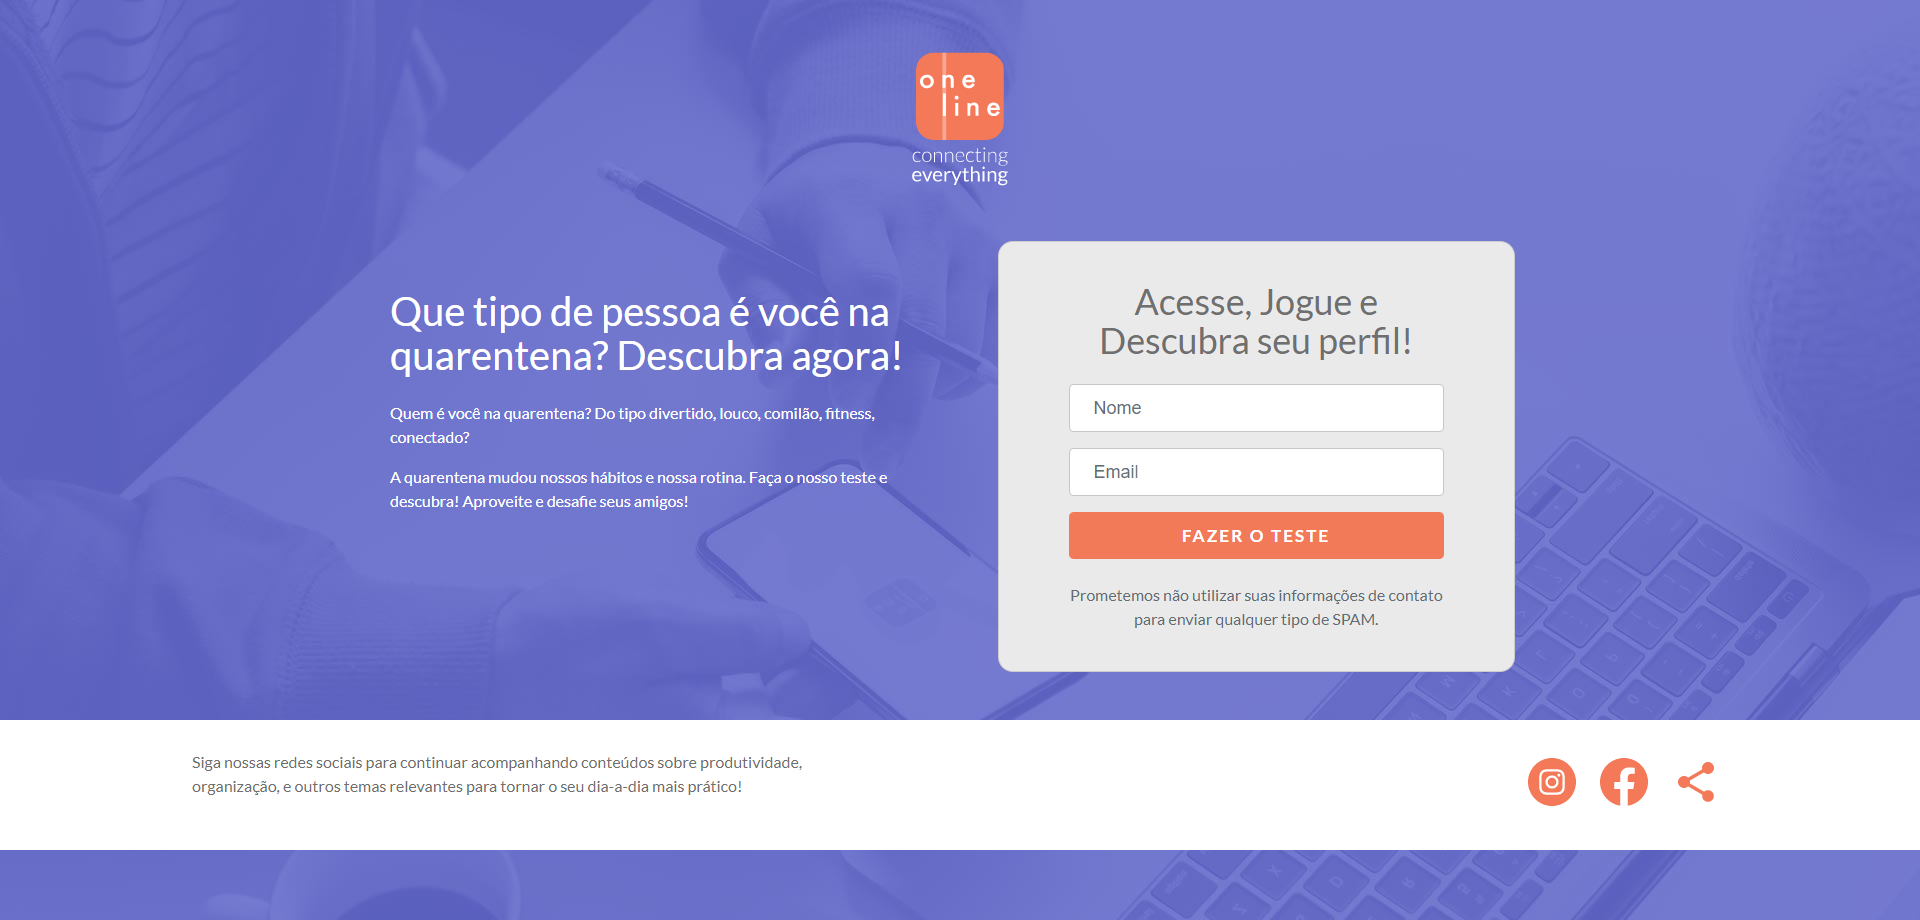 one
line
connecting
everything
Que tipo de pessoa é você na
quarentena? Descubra agora!
Quem é você na quarentena? Do tipo divertido, louco, comilão, fitness,
conectado?
A quarentena mudou nossos hábitos e nossa rotina. Faça o nosso teste e
descubra! Aproveite e desafie seus amigos!
Acesse, Jogue e
Descubra seu perfil!
Nome
Email
FAZER O TESTE
Prometemos não utilizar suas informações de contato
para enviar qualquer tipo de SPAM.
Siga nossas redes sociais para continuar acompanhando conteúdos sobre produtividade,
organização, e outros temas relevantes para tornar o seu dia-a-dia mais prático!